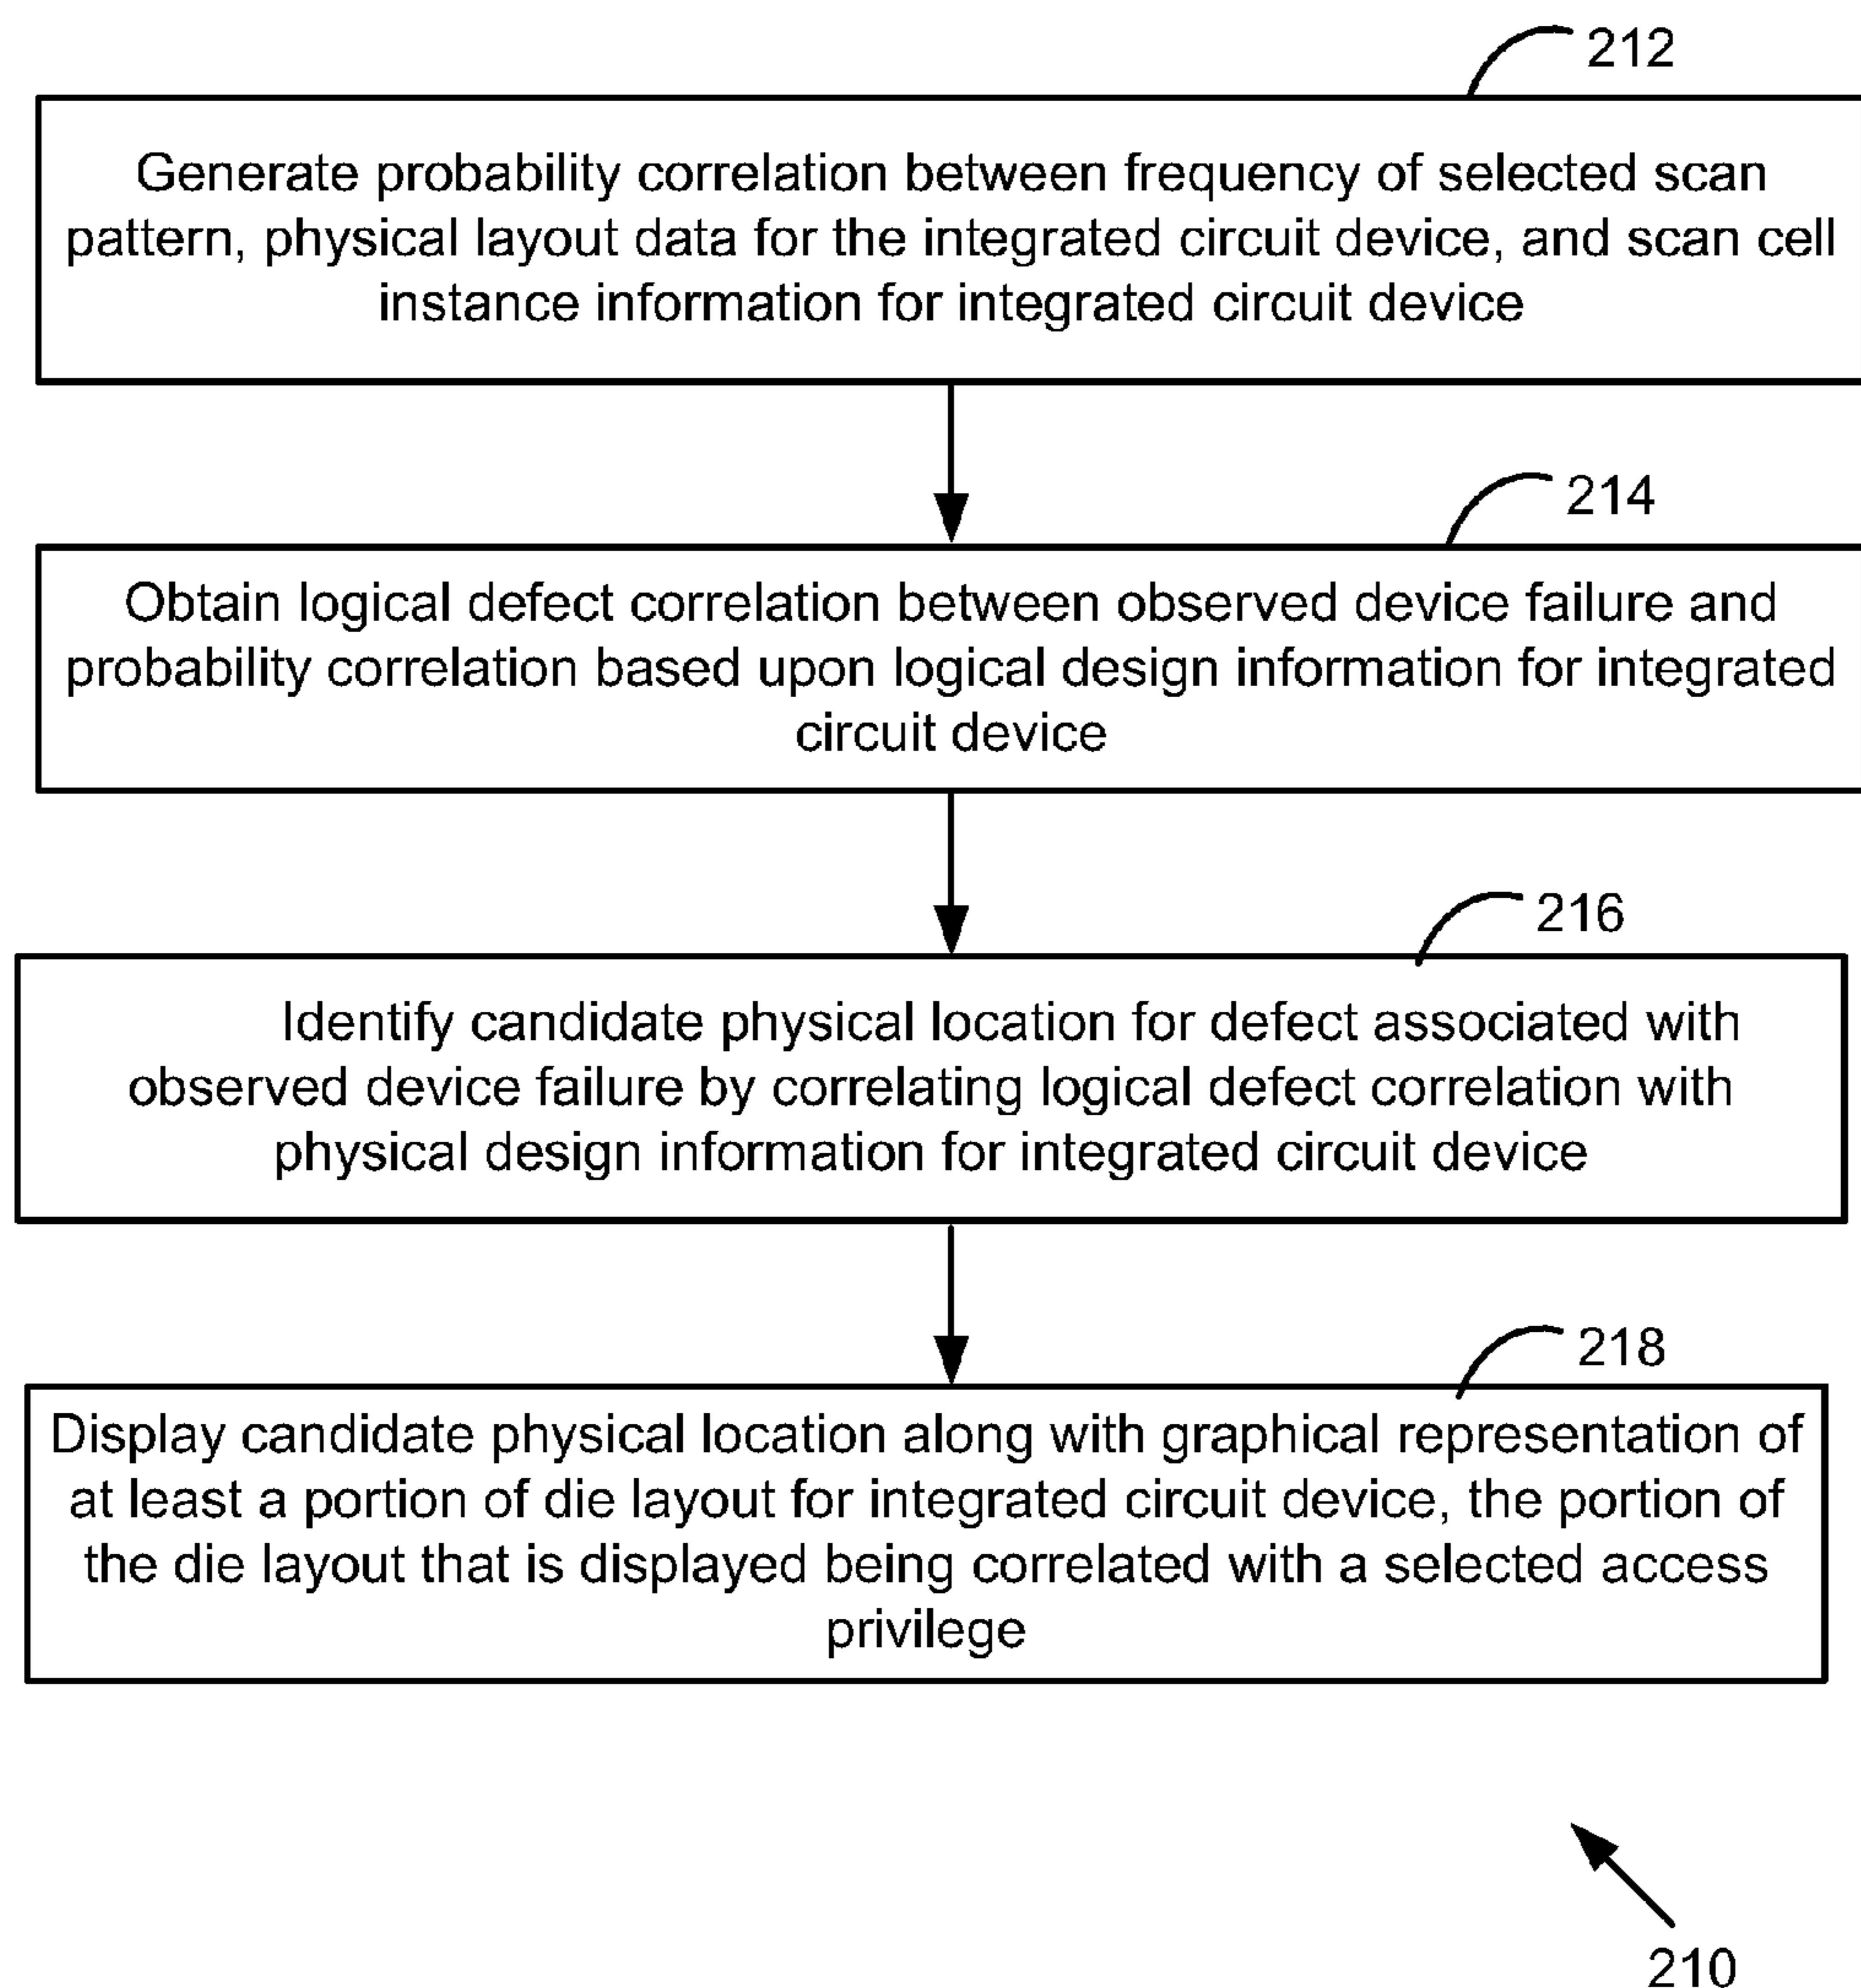 212
Generate probability correlation between frequency of selected scan
pattern, physical layout data for the integrated circuit device, and scan cell
instance information for integrated circuit device
214
Obtain logical defect correlation between observed device failure and
probability correlation based upon logical design information for integrated
circuit device
216
Identify candidate physical location for defect associated with
observed device failure by correlating logical defect correlation with
physical design information for integrated circuit device
218
Display candidate physical location along with graphical representation of
at least a portion of die layout for integrated circuit device, the portion of
the die layout that is displayed being correlated with a selected access
privilege
210